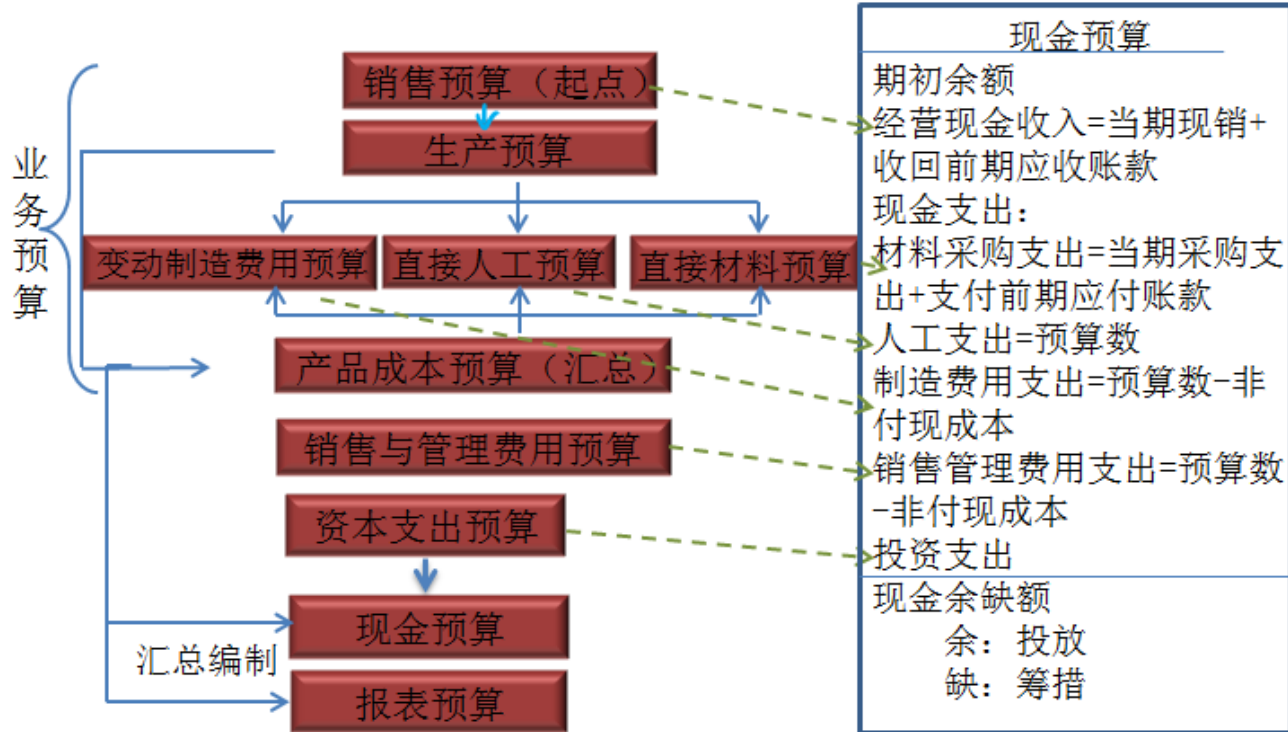 销售预算（起点）
生产预算
业
务
预
算
变动制造费用预算
直接人工预算
直接材料预算
产品成本预算（汇总）
销售与管理费用预算
资本支出预算
现金预算
汇总编制
报表预算
现金预算
期初余额
经营现金收入=当期现销+
收回前期应收账款
现金支出：
材料采购支出=当期采购支
出+支付前期应付账款
人工支出=预算数
制造费用支出=预算数-非
付现成本
销售管理费用支出=预算数
-非付现成本
投资支出
现金余缺额
余：投放
缺：筹措